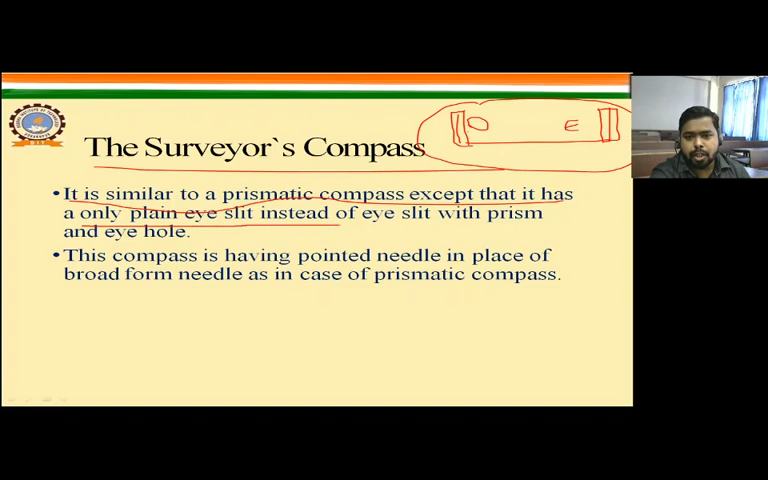 The Surveyor`s Compass
O E
• It is similar to a prismatic compass except that it has
a only plain eye slit instead of eye slit with prism
and eye hole.
• This compass is having pointed needle in place of
broad form needle as in case of prismatic compass.